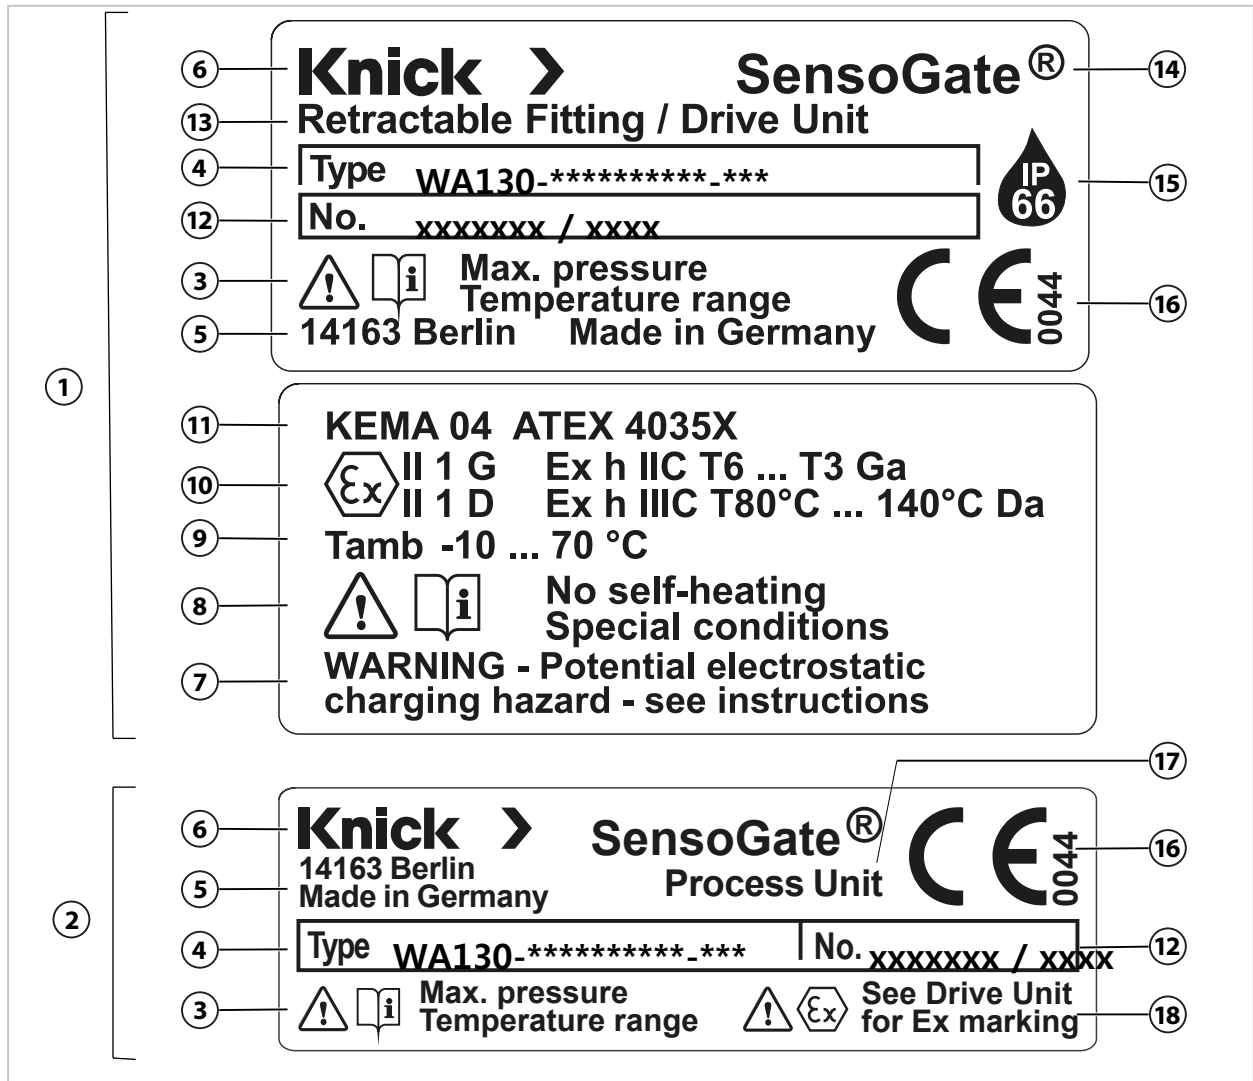 6 Knick SensoGate® 14
13 Retractable Fitting / Drive Unit
4 Type WA130-**********-*** IP 66 15
12 No. xxxxxxx / xxxx
3 Max. pressure
Temperature range
0044 16
5 14163 Berlin Made in Germany
1
11 KEMA 04 ATEX 4035X
10 Ex II 1 G Ex h IIC T6 ... T3 Ga
II 1 D Ex h IIIC T80°C ... 140°C Da
9 Tamb -10 ... 70 °C
8 i No self-heating
Special conditions
7 WARNING - Potential electrostatic
charging hazard - see instructions
17
6 Knick SensoGate® CE 0044 16
14163 Berlin
5 Made in Germany Process Unit
2
4 Type WA130-**********-*** No. xxxxxxx / xxxx 12
3 i Max. pressure Ex See Drive Unit
Temperature range for Ex marking 18